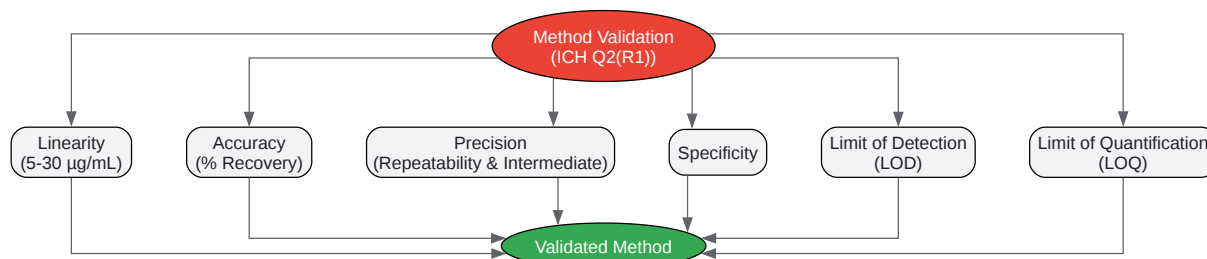 Method Validation
(ICH Q2(R1))
Linearity
(5-30 µg/mL)
Accuracy
(% Recovery)
Precision
(Repeatability & Intermediate)
Specificity
Limit of Detection
(LOD)
Limit of Quantification
(LOQ)
Validated Method